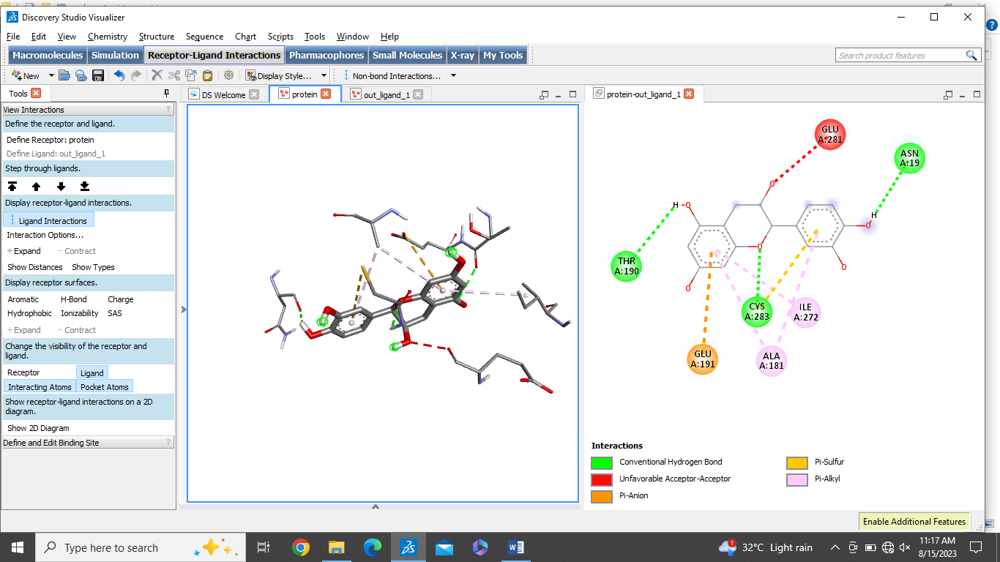 Discovery Studio Visualizer
File Edit View Chemistry Structure Sequence Chart Scripts Tools Window Help
Macromolecules Simulation Receptor-Ligand Interactions Pharmacophores Small Molecules X-ray My Tools
Search product features
New Display Style... Non-bond Interactions...
Tools
DS Welcome protein out_ligand_1
protein-out_ligand_1
View Interactions ?
Define the receptor and ligand.
Define Receptor: protein
Define Ligand: out_ligand_1
Step through ligands.
Display receptor-ligand interactions.
Ligand Interactions
Interaction Options...
+ Expand − Contract
Show Distances Show Types
Display receptor surfaces.
Aromatic H-Bond Charge
Hydrophobic Ionizability SAS
+ Expand − Contract
Change the visibility of the receptor and
ligand.
Receptor Ligand
Interacting Atoms Pocket Atoms
Show receptor-ligand interactions on a 2D
diagram.
Show 2D Diagram
Define and Edit Binding Site ?
GLU
A:281
ASN
A:19
O
H-O
H
O
O
O
O
THR
A:190
CYS
A:283
ILE
A:272
GLU
A:191
ALA
A:181
Interactions
Conventional Hydrogen Bond
Unfavorable Acceptor-Acceptor
Pi-Anion
Pi-Sulfur
Pi-Alkyl
Enable Additional Features
Type here to search
1 32°C Light rain
11:17 AM
8/15/2023